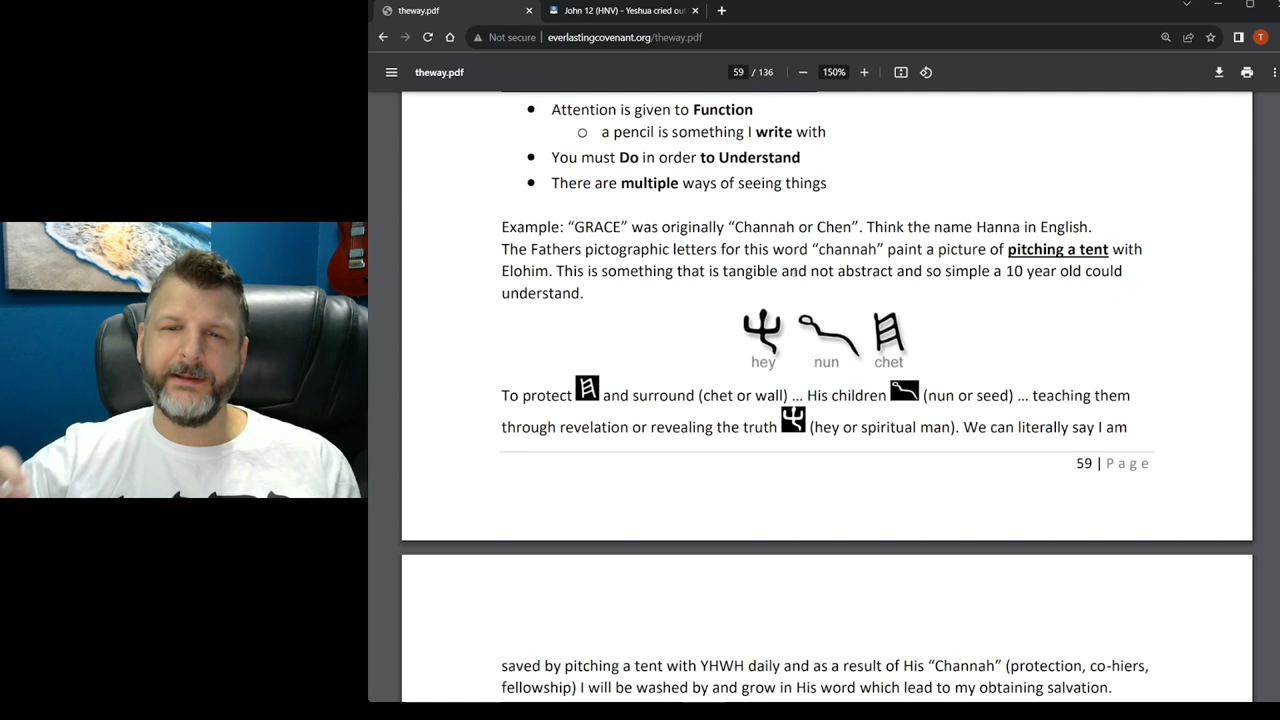 theway.pdf
John 12 (HNV) - Yeshua cried ou
Not secure
everlastingcovenant.org/theway.pdf
T
theway.pdf
59 / 136
150%
Attention is given to Function
a pencil is something I write with
You must Do in order to Understand
There are multiple ways of seeing things
Example: “GRACE” was originally “Channah or Chen”. Think the name Hanna in English.
The Fathers pictographic letters for this word “channah” paint a picture of pitching a tent with
Elohim. This is something that is tangible and not abstract and so simple a 10 year old could
understand.
hey nun chet
To protect and surround (chet or wall) ... His children (nun or seed) ... teaching them
through revelation or revealing the truth (hey or spiritual man). We can literally say I am
59 | Page
saved by pitching a tent with YHWH daily and as a result of His “Channah” (protection, co-hiers,
fellowship) I will be washed by and grow in His word which lead to my obtaining salvation.